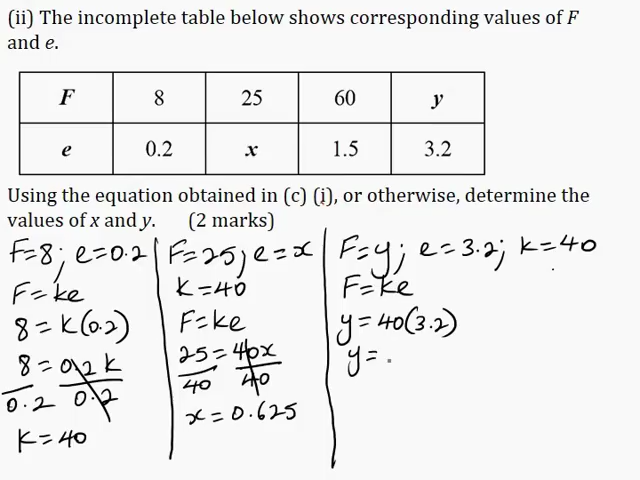 (ii) The incomplete table below shows corresponding values of F
and e.
F 8 25 60 y
e 0.2 x 1.5 3.2
Using the equation obtained in (c) (i), or otherwise, determine the
values of x and y. (2 marks)
F=8; e=0.2
F=ke
8=K(0.2)
8=0.2k
0.2 0.2
K=40
F=25; e=x
K=40
F=ke
25=40x
40 40
x=0.625
F=y; e=3.2; K=40
F=ke
y=40(3.2)
y=